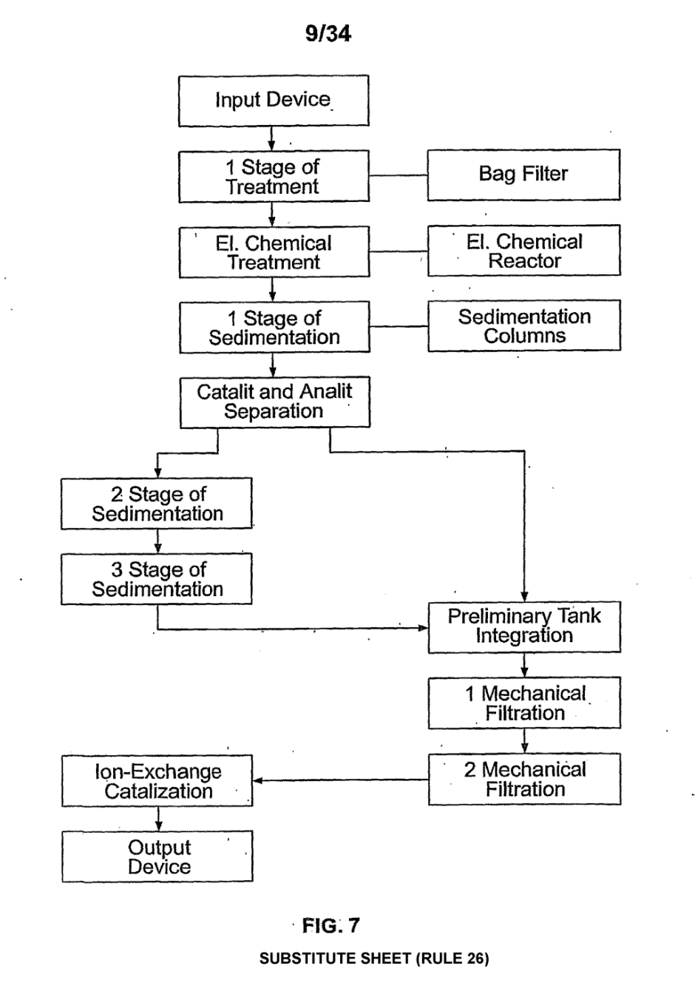 9/34
Input Device
1 Stage of
Treatment
Bag Filter
El. Chemical
Treatment
El. Chemical
Reactor
1 Stage of
Sedimentation
Sedimentation
Columns
Catalit and Analit
Separation
2 Stage of
Sedimentation
3 Stage of
Sedimentation
Preliminary Tank
Integration
1 Mechanical
Filtration
2 Mechanical
Filtration
Ion-Exchange
Catalization
Output
Device
FIG. 7
SUBSTITUTE SHEET (RULE 26)